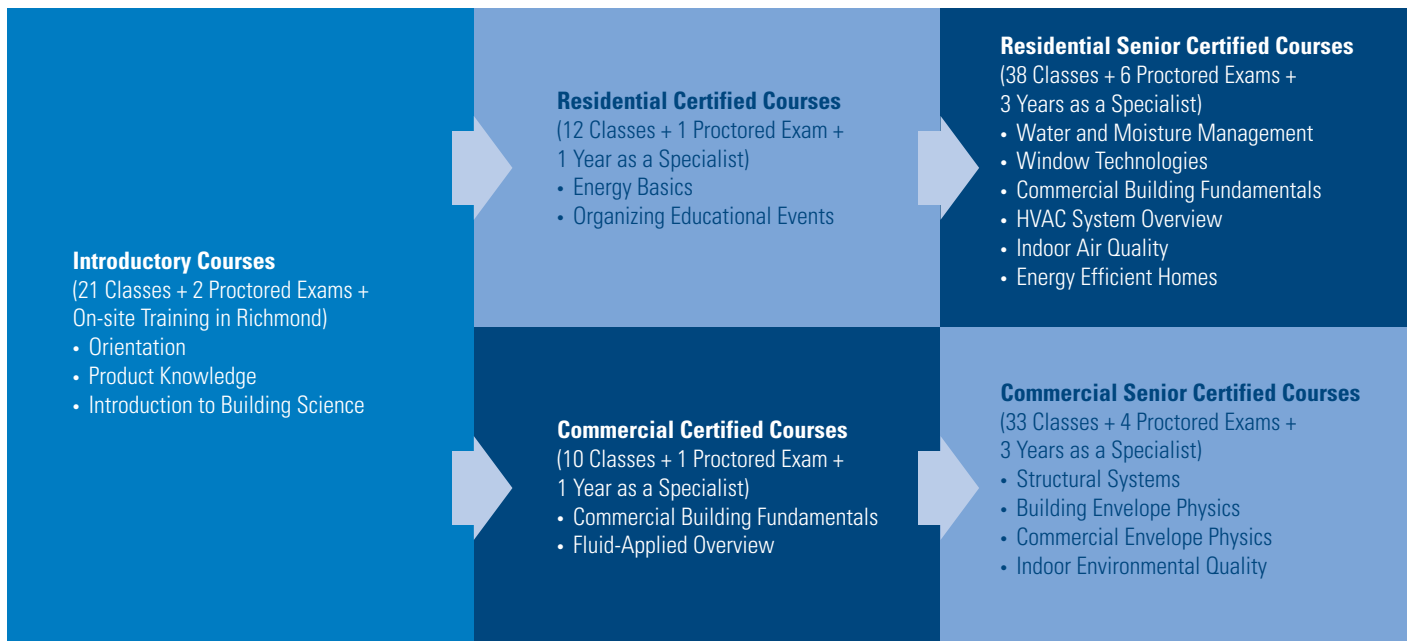 Introductory Courses
(21 Classes + 2 Proctored Exams +
On-site Training in Richmond)
• Orientation
• Product Knowledge
• Introduction to Building Science
Residential Certified Courses
(12 Classes + 1 Proctored Exam +
1 Year as a Specialist)
• Energy Basics
• Organizing Educational Events
Residential Senior Certified Courses
(38 Classes + 6 Proctored Exams +
3 Years as a Specialist)
• Water and Moisture Management
• Window Technologies
• Commercial Building Fundamentals
• HVAC System Overview
• Indoor Air Quality
• Energy Efficient Homes
Commercial Certified Courses
(10 Classes + 1 Proctored Exam +
1 Year as a Specialist)
• Commercial Building Fundamentals
• Fluid-Applied Overview
Commercial Senior Certified Courses
(33 Classes + 4 Proctored Exams +
3 Years as a Specialist)
• Structural Systems
• Building Envelope Physics
• Commercial Envelope Physics
• Indoor Environmental Quality